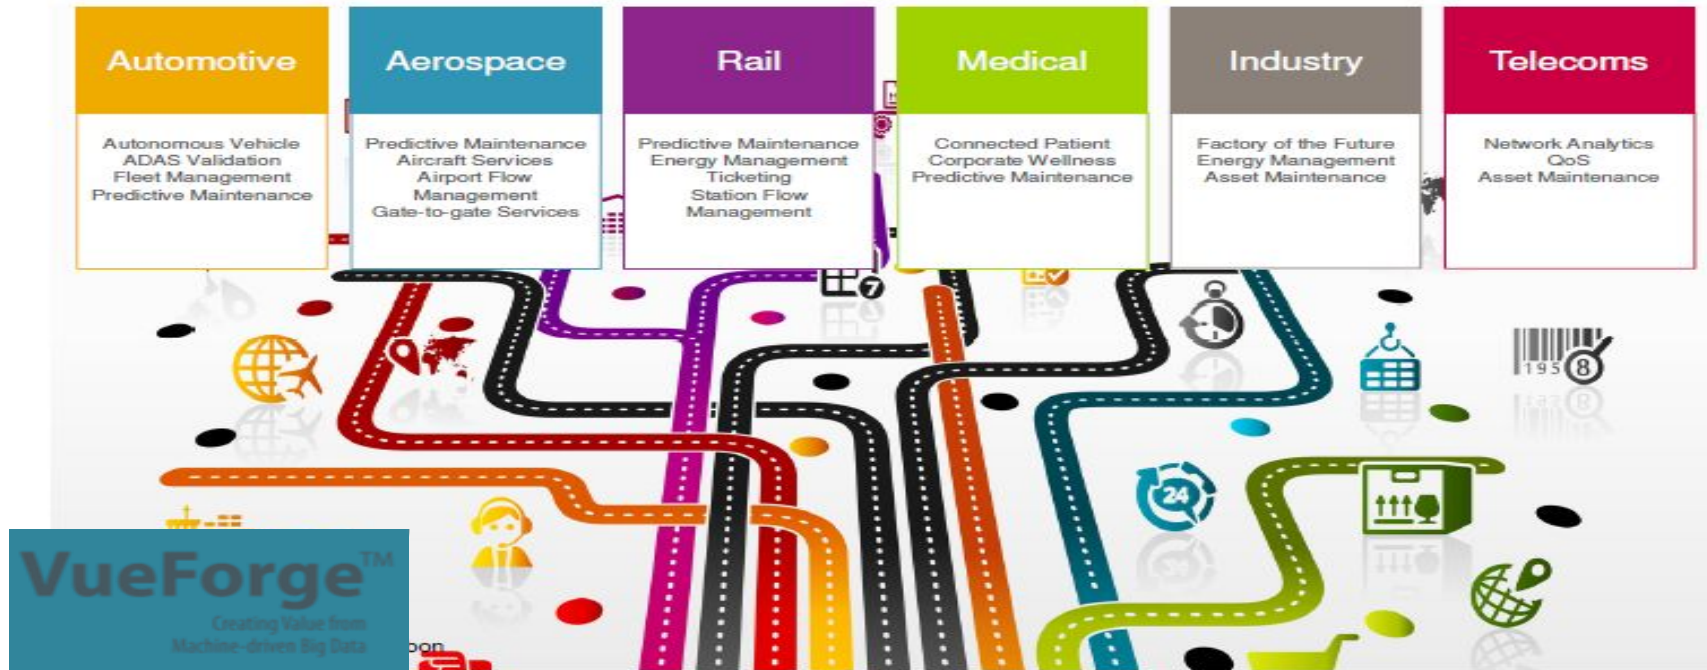 Automotive
Autonomous Vehicle
ADAS Validation
Fleet Management
Predictive Maintenance
Aerospace
Predictive Maintenance
Aircraft Services
Airport Flow
Management
Gate-to-gate Services
Rail
Predictive Maintenance
Energy Management
Ticketing
Station Flow
Management
Medical
Connected Patient
Corporate Wellness
Predictive Maintenance
Industry
Factory of the Future
Energy Management
Asset Maintenance
Telecoms
Network Analytics
QoS
Asset Maintenance
7
195 8
24
VueForge™
Creating Value from
Machine-driven Big Data
oon